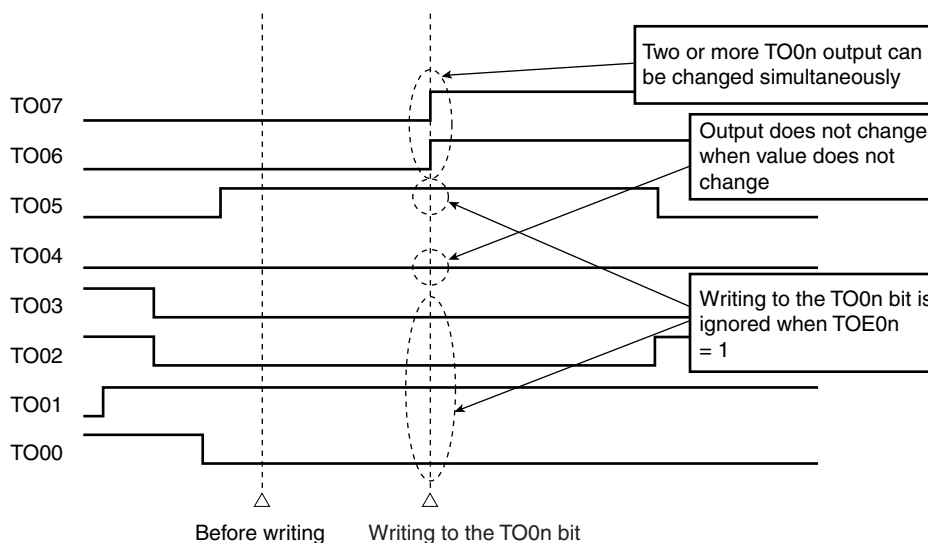 Two or more TO0n output can
be changed simultaneously
TO07
Output does not change
when value does not
change
TO06
TO05
TO04
Writing to the TO0n bit is
ignored when TOE0n
= 1
TO03
TO02
TO01
TO00
Before writing
Writing to the TO0n bit